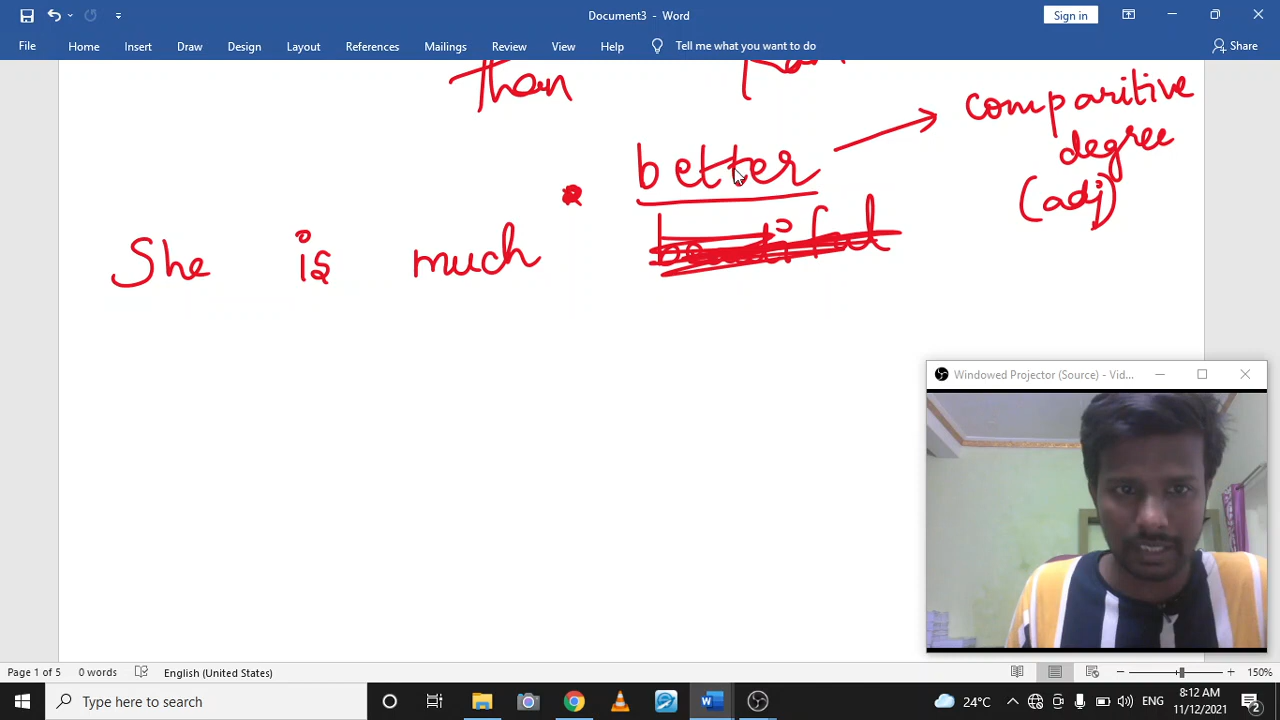 Document3 - Word
Sign in
File Home Insert Draw Design Layout References Mailings Review View Help Tell me what you want to do Share
than
comparitive
degree
(adj)
better
She is much
Windowed Projector (Source) - Vid...
Page 1 of 5 0 words English (United States) 150%
Type here to search
24°C ENG
8:12 AM
11/12/2021
2